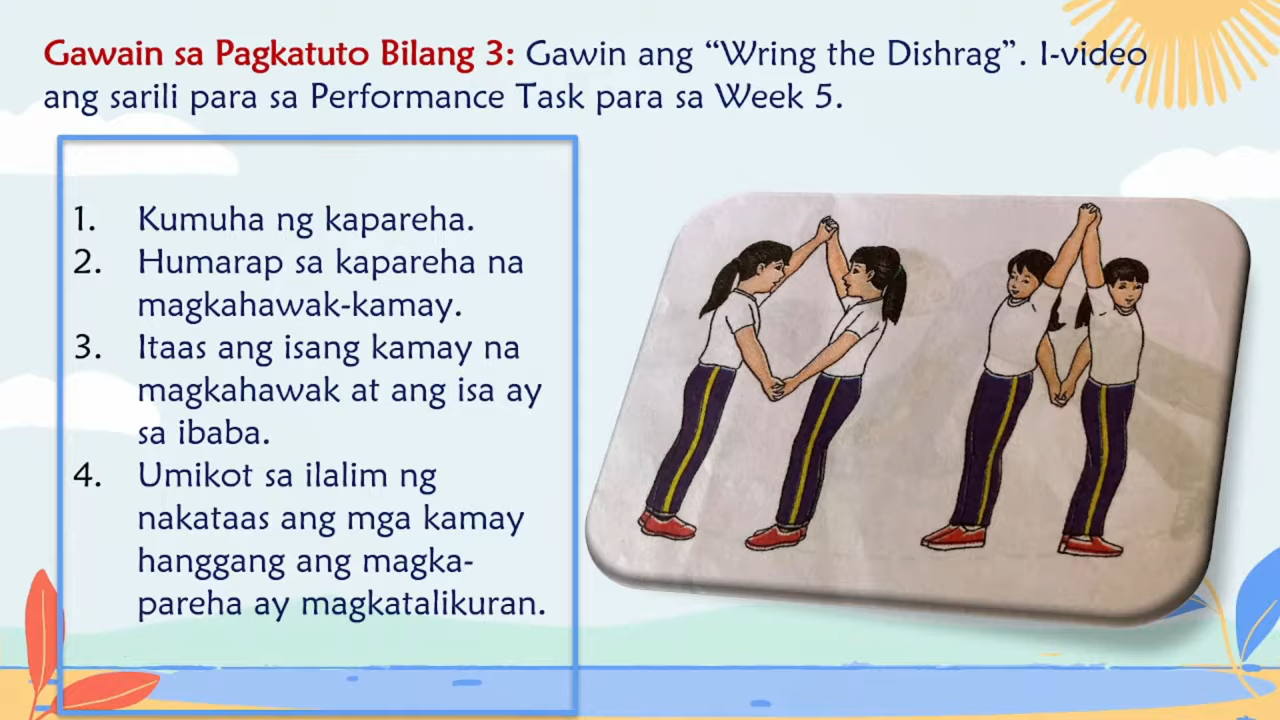 Gawain sa Pagkatuto Bilang 3: Gawin ang “Wring the Dishrag”. I-video
ang sarili para sa Performance Task para sa Week 5.
1. Kumuha ng kapareha.
2. Humarap sa kapareha na
magkahawak-kamay.
3. Itaas ang isang kamay na
magkahawak at ang isa ay
sa ibaba.
4. Umikot sa ilalim ng
nakataas ang mga kamay
hanggang ang magka-
pareha ay magkatalikuran.